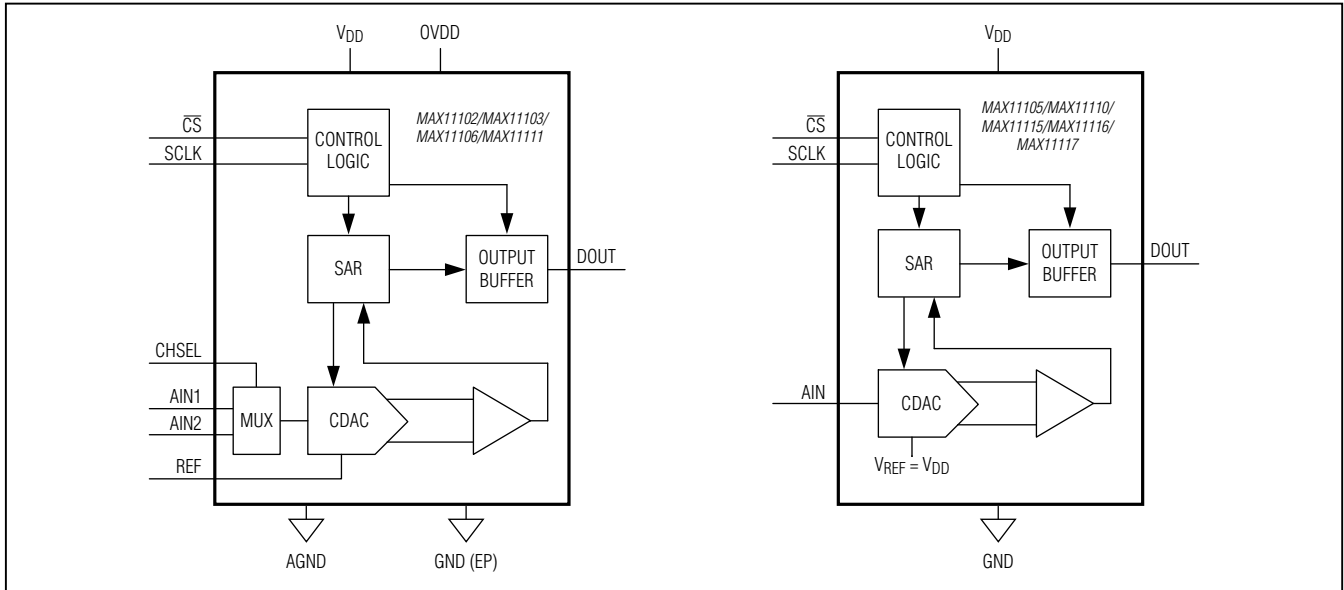 VDD
OVDD
CS
SCLK
CONTROL
LOGIC
MAX11102/MAX11103/
MAX11106/MAX11111
SAR
OUTPUT
BUFFER
DOUT
CHSEL
AIN1
AIN2
MUX
CDAC
REF
AGND
GND (EP)
VDD
CS
SCLK
CONTROL
LOGIC
MAX11105/MAX11110/
MAX11115/MAX11116/
MAX11117
SAR
OUTPUT
BUFFER
DOUT
AIN
CDAC
VREF = VDD
GND